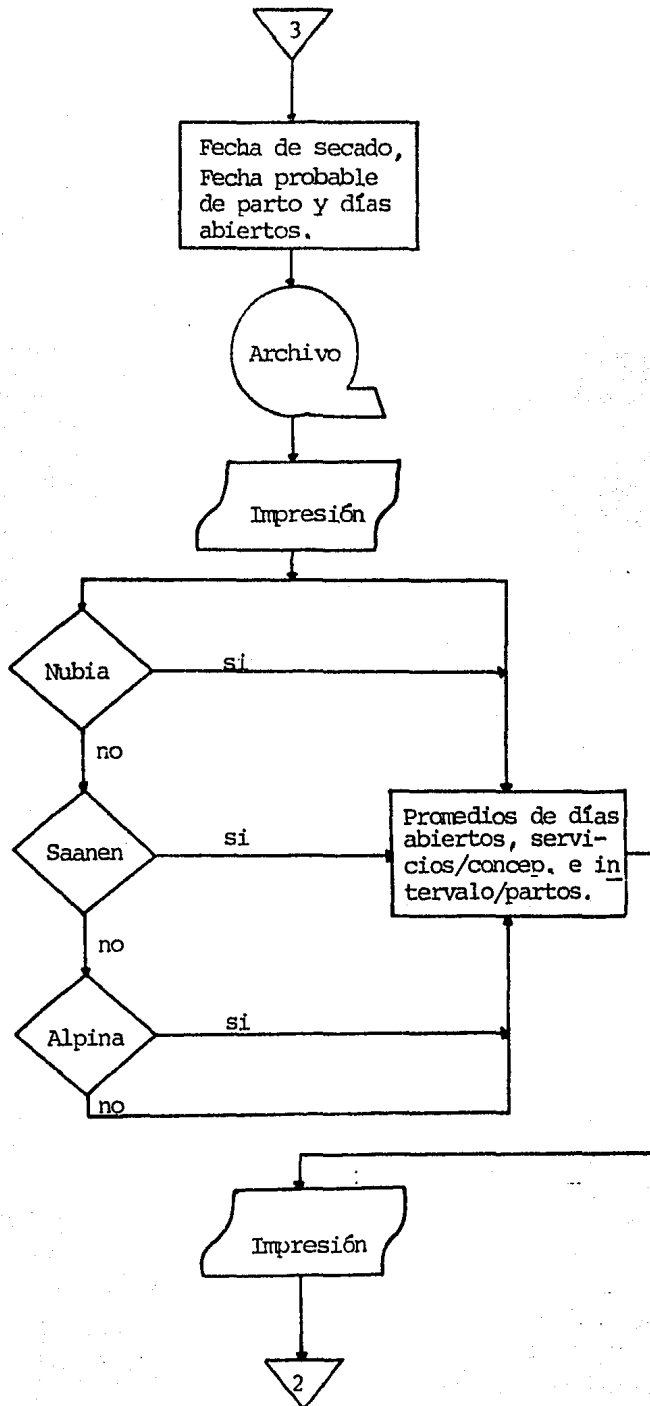 3
Fecha de secado,
Fecha probable
de parto y días
abiertos.
Archivo
Impresión
Nubia
si
no
Saanen
si
Promedios de días
abiertos, servi-
cios/concep. e in
tervalo/partos.
no
Alpina
si
no
Impresión
2